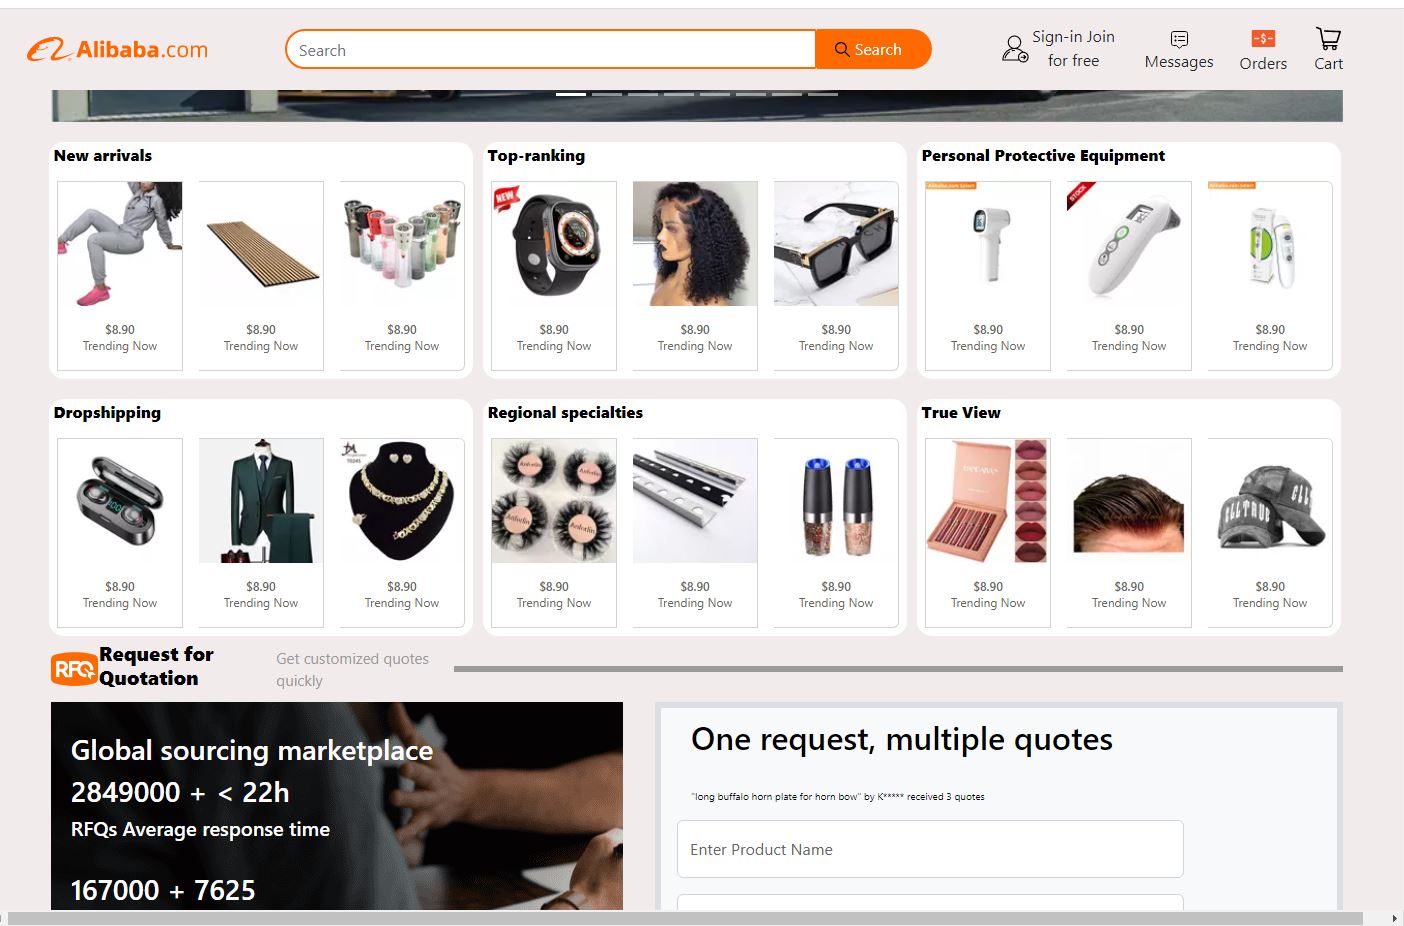 Alibaba.com
Search
Search
Sign-in Join
for free
Messages
-$-
Orders
Cart
New arrivals
Top-ranking
Personal Protective Equipment
NEW
Alibaba.com Select
STOCK
Alibaba.com Select
$8.90
Trending Now
$8.90
Trending Now
$8.90
Trending Now
$8.90
Trending Now
$8.90
Trending Now
$8.90
Trending Now
$8.90
Trending Now
$8.90
Trending Now
$8.90
Trending Now
Dropshipping
Regional specialties
True View
$8.90
Trending Now
$8.90
Trending Now
$8.90
Trending Now
$8.90
Trending Now
$8.90
Trending Now
$8.90
Trending Now
$8.90
Trending Now
$8.90
Trending Now
$8.90
Trending Now
RFQ
Request for
Quotation
Get customized quotes
quickly
Global sourcing marketplace
2849000 + < 22h
RFQs Average response time
167000 + 7625
One request, multiple quotes
"long buffalo horn plate for horn bow" by K***** received 3 quotes
Enter Product Name